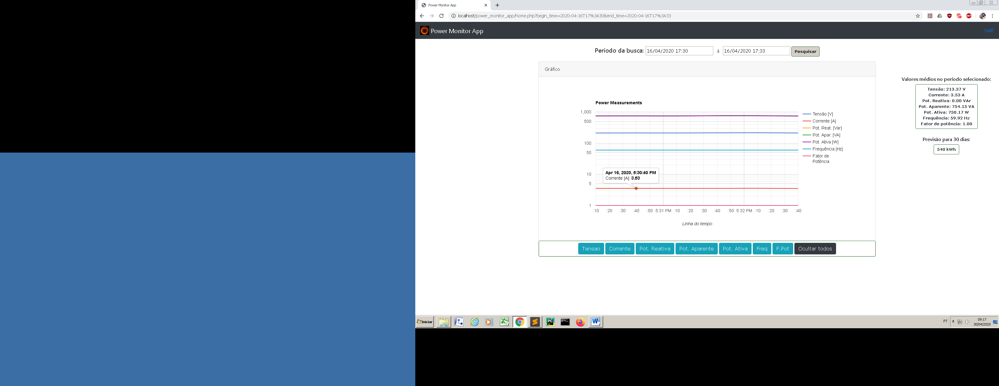 Power Monitor App
localhost/power_monitor_app/home.php?begin_time=2020-04-16T17%3A30&end_time=2020-04-16T17%3A33
ABP
Power Monitor App
SAIR
Período da busca: 16/04/2020 17:30 à 16/04/2020 17:33 Pesquisar
Gráfico
Power Measurements
1,000
500
100
50
10
5
1
Apr 16, 2020, 5:30:40 PM
Corrente [A]: 3.53
:10 :20 :30 :40 :50 5:31 PM :10 :20 :30 :40 :50 5:32 PM :10 :20 :30 :40
Linha do tempo
Tensão [V]
Corrente [A]
Pot. Reat. [Var]
Pot. Apar. [VA]
Pot. Ativa [W]
Frequência [Hz]
Fator de
Potência
Valores médios no período selecionado:
Tensão: 213.37 V
Corrente: 3.53 A
Pot. Reativa: 0.00 VAr
Pot. Aparente: 754.15 VA
Pot. Ativa: 750.17 W
Frequência: 59.92 Hz
Fator de potência: 1.00
Previsão para 30 dias:
540 kWh
Tensao Corrente Pot. Reativa Pot. Aparente Pot. Ativa Freq F.Pot Ocultar todos
Iniciar
PC
PT
09:17
30/04/2020